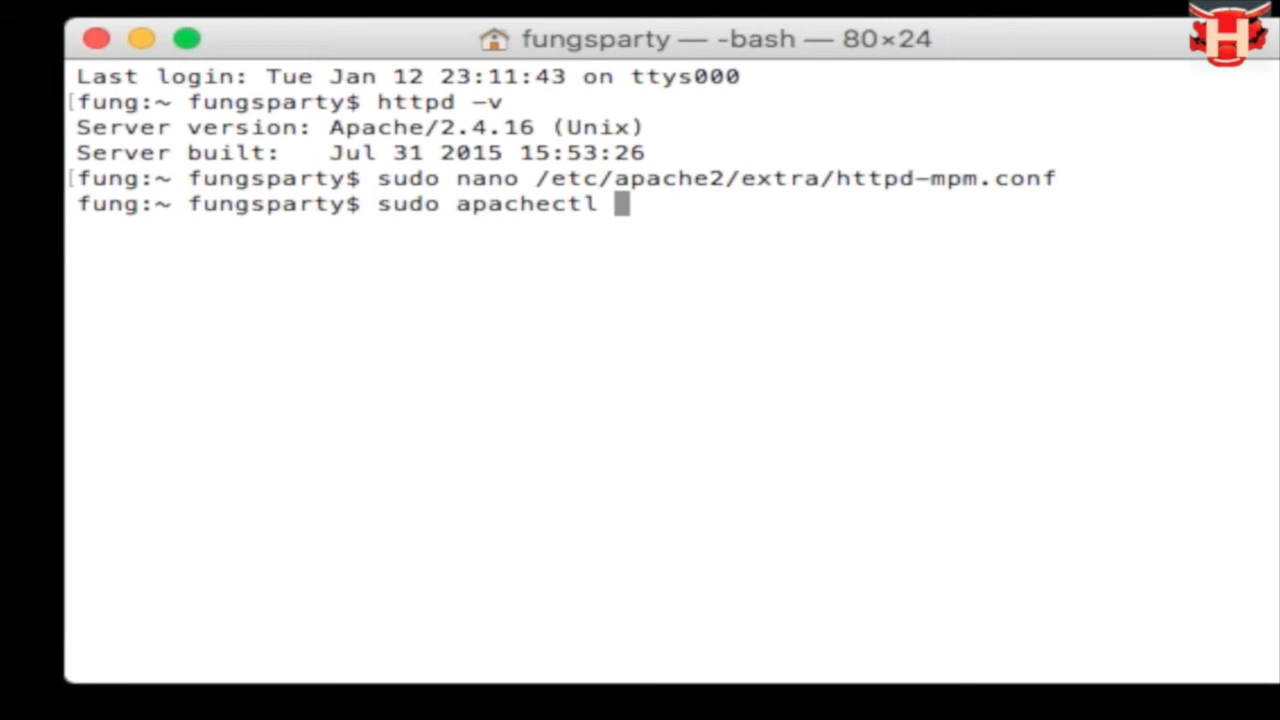 fungsparty — -bash — 80×24
H
Last login: Tue Jan 12 23:11:43 on ttys000
[fung:~ fungsparty$ httpd -v
Server version: Apache/2.4.16 (Unix)
Server built:   Jul 31 2015 15:53:26
[fung:~ fungsparty$ sudo nano /etc/apache2/extra/httpd-mpm.conf
fung:~ fungsparty$ sudo apachectl